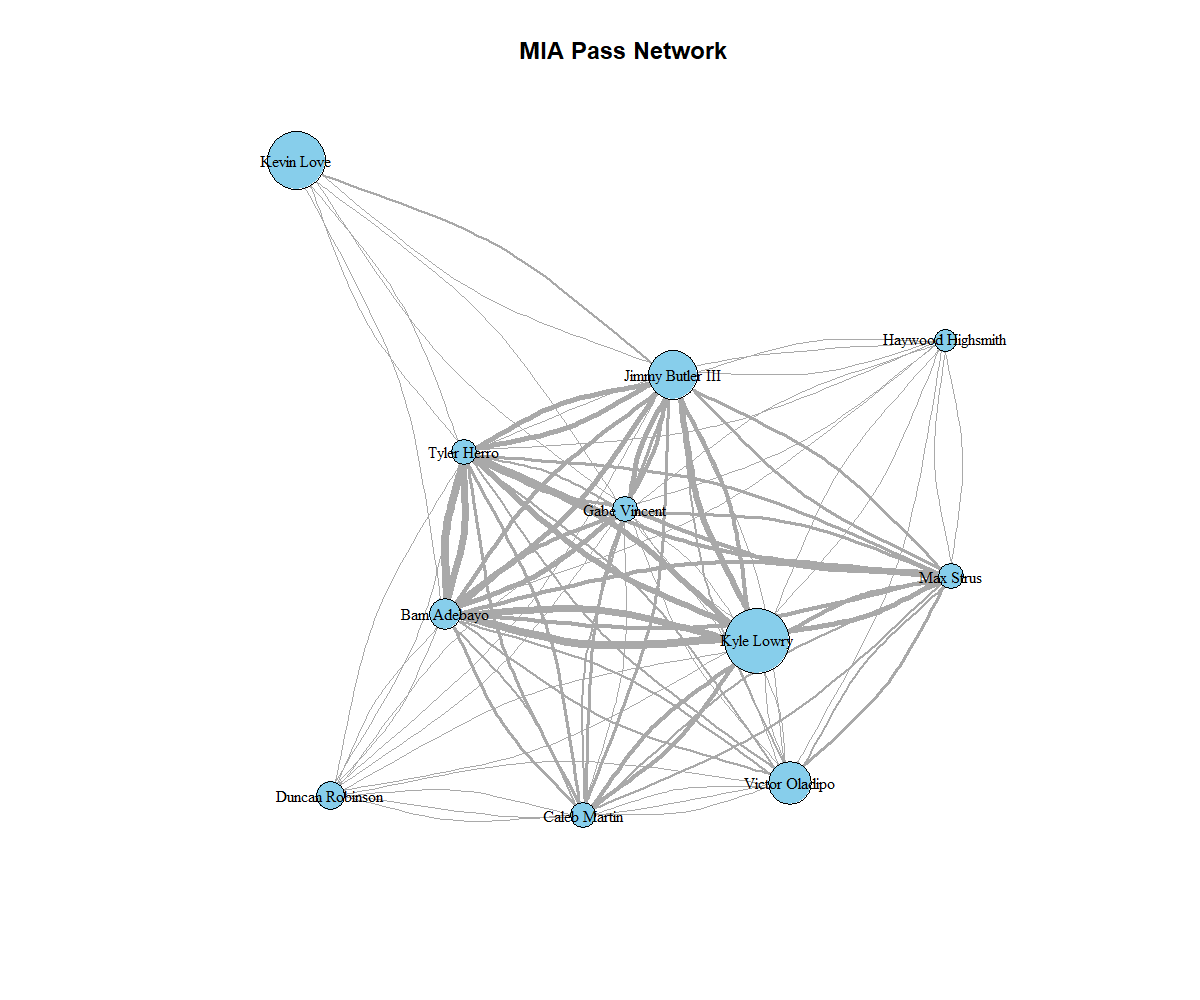 MIA Pass Network
Kevin Love
Haywood Highsmith
Jimmy Butler III
Tyler Herro
Gabe Vincent
Max Strus
Bam Adebayo
Kyle Lowry
Victor Oladipo
Duncan Robinson
Caleb Martin